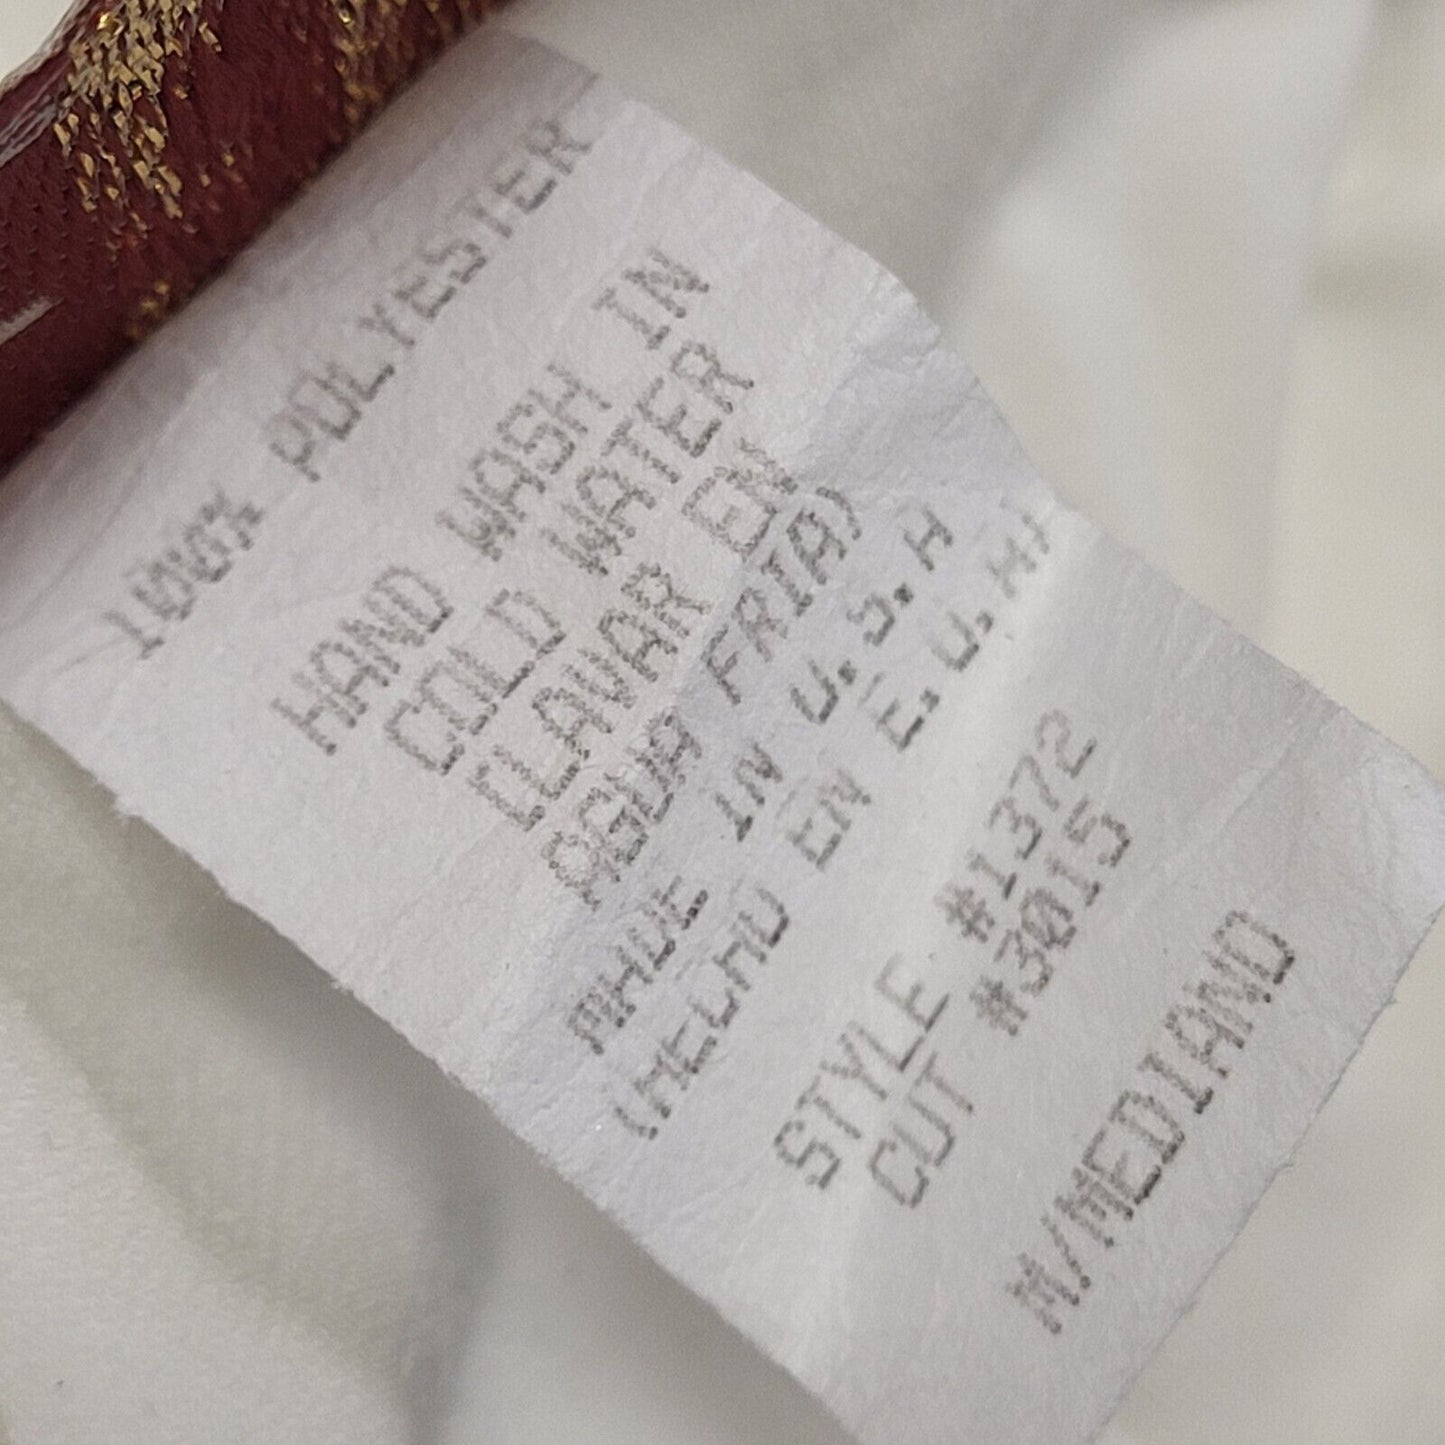 100% POLYESTER
HAND WASH IN
COLD WATER
(LAVAR EN
AGUA FRIA)
MADE IN U.S.A
(HECHO EN E.U.A)
STYLE #1372
CUT #3015
M/MEDIANO